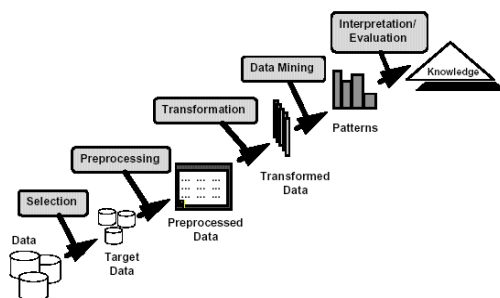 Interpretation/
Evaluation
Data Mining
Knowledge
Transformation
Patterns
Preprocessing
Transformed
Data
Selection
Preprocessed
Data
Data
Target
Data